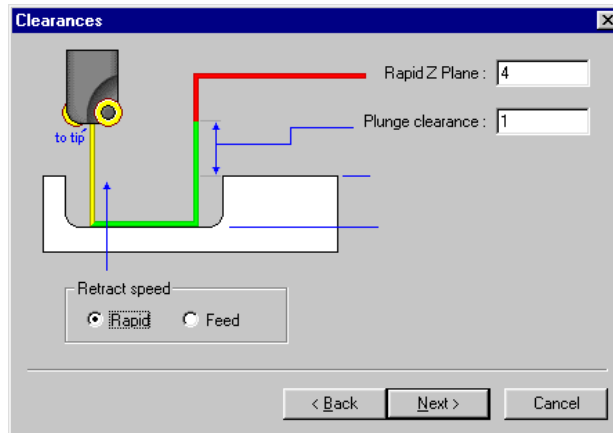 Clearances
Rapid Z Plane : 4
Plunge clearance : 1
to tip
Retract speed
Rapid
Feed
< Back
Next >
Cancel